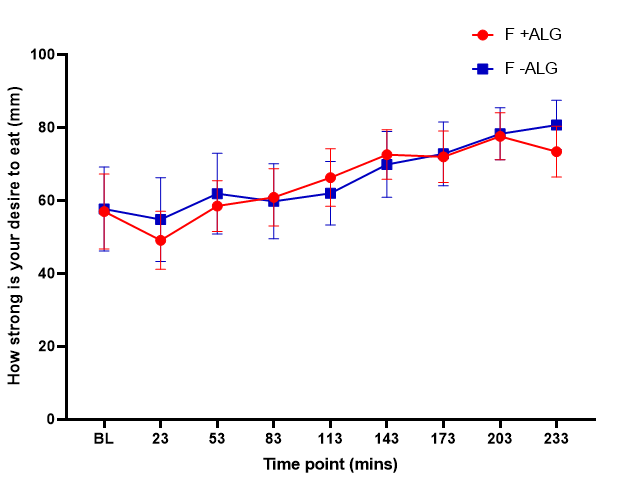 F +ALG
F -ALG
How strong is your desire to eat (mm)
100
80
60
40
20
0
BL 23 53 83 113 143 173 203 233
Time point (mins)